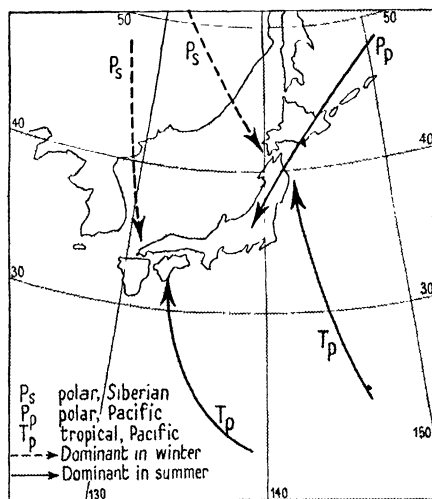 50
50
Ps
Ps
Pp
40
40
30
30
Tp
Tp
Ps polar, Siberian
Pp polar, Pacific
Tp tropical, Pacific
Dominant in winter
Dominant in summer
130
140
150